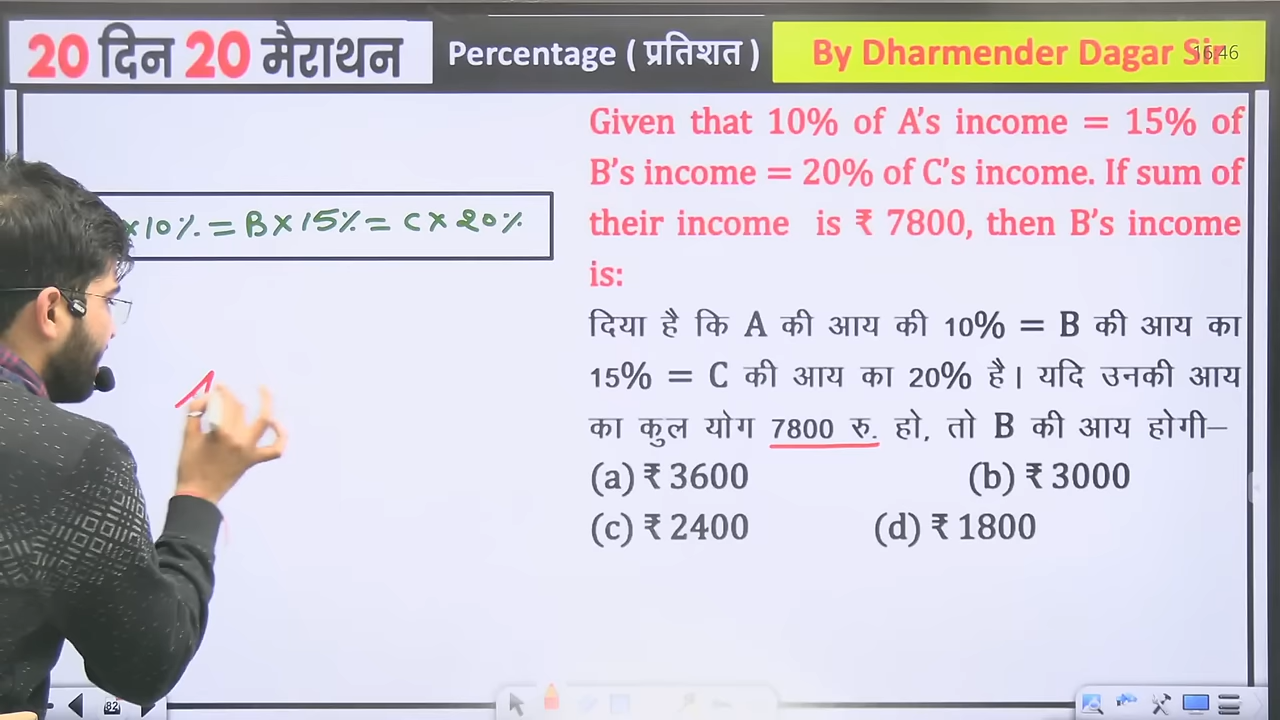 20 दिन 20 मैराथन
Percentage ( प्रतिशत )
By Dharmender Dagar Sir
16:46
×10% = B×15% = C×20%
Given that 10% of A's income = 15% of
B's income = 20% of C's income. If sum of
their income is ₹ 7800, then B's income
is:
दिया है कि A की आय की 10% = B की आय का
15% = C की आय का 20% है। यदि उनकी आय
का कुल योग 7800 रु. हो, तो B की आय होगी–
(a) ₹ 3600 (b) ₹ 3000
(c) ₹ 2400 (d) ₹ 1800
82